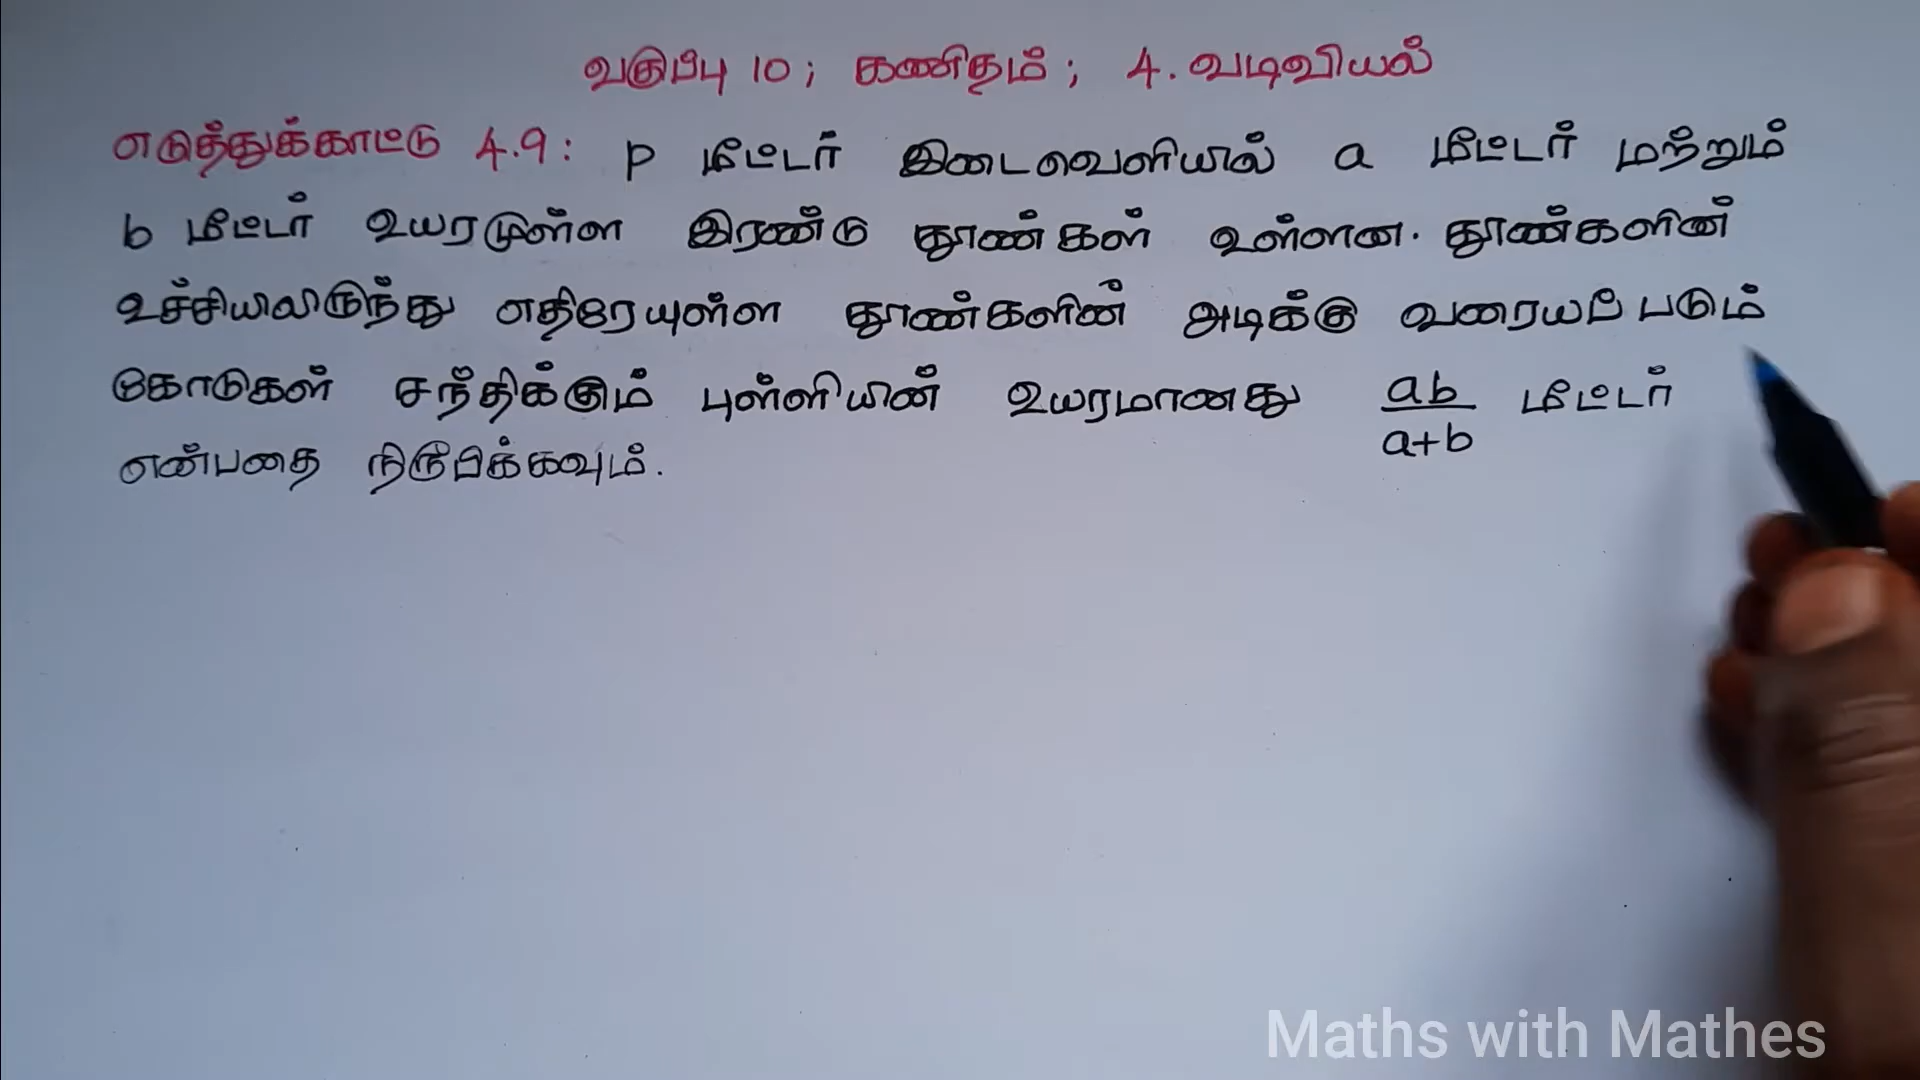 வகுப்பு 10 ; கணிதம் ; 4. வடிவியல்
எடுத்துக்காட்டு 4.9 : p மீட்டர் இடைவெளியில் a மீட்டர் மற்றும்
b மீட்டர் உயரமுள்ள இரண்டு தூண்கள் உள்ளன. தூண்களின்
உச்சியிலிருந்து எதிரேயுள்ள தூண்களின் அடிக்கு வரையப்படும்
கோடுகள் சந்திக்கும் புள்ளியின் உயரமானது ab/a+b மீட்டர்
என்பதை நிரூபிக்கவும்.
Maths with Mathes